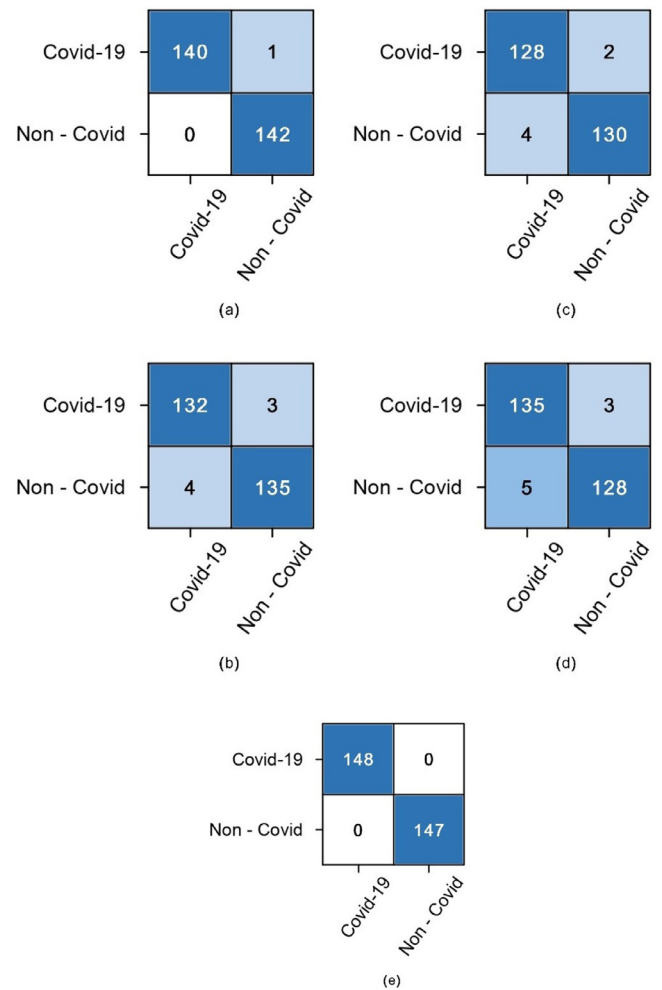 Covid-19 140 1
Non - Covid 0 142
Covid-19 Non - Covid
(a)
Covid-19 128 2
Non - Covid 4 130
Covid-19 Non - Covid
(c)
Covid-19 132 3
Non - Covid 4 135
Covid-19 Non - Covid
(b)
Covid-19 135 3
Non - Covid 5 128
Covid-19 Non - Covid
(d)
Covid-19 148 0
Non - Covid 0 147
Covid-19 Non - Covid
(e)